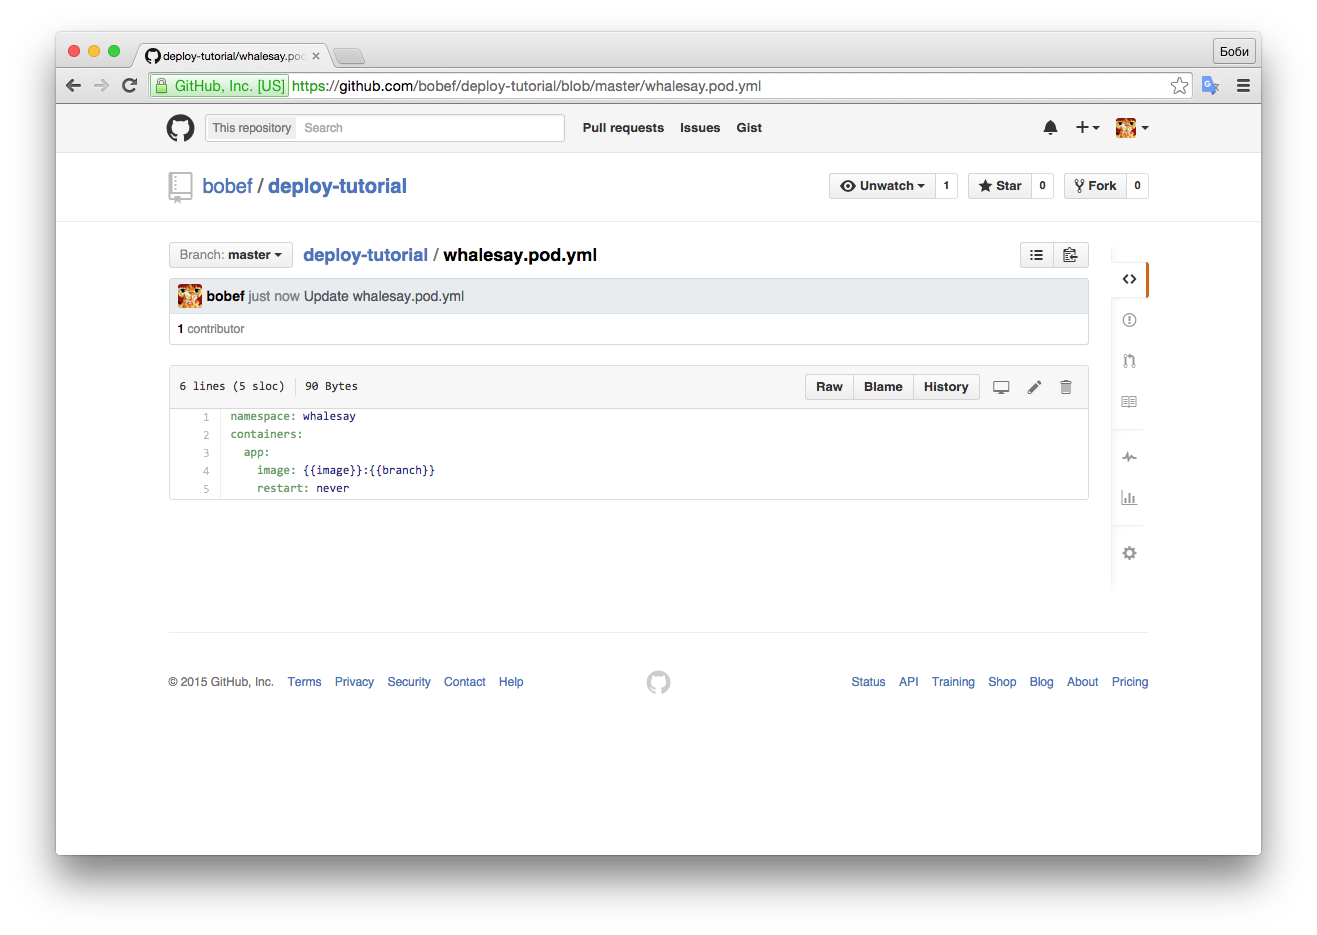 deploy-tutorial/whalesay.pod
Боби
GitHub, Inc. [US] https://github.com/bobef/deploy-tutorial/blob/master/whalesay.pod.yml
This repository Search Pull requests Issues Gist
bobef / deploy-tutorial Unwatch 1 Star 0 Fork 0
Branch: master deploy-tutorial / whalesay.pod.yml
bobef just now Update whalesay.pod.yml
1 contributor
6 lines (5 sloc) 90 Bytes Raw Blame History
1 namespace: whalesay
2 containers:
3 app:
4 image: {{image}}:{{branch}}
5 restart: never
© 2015 GitHub, Inc. Terms Privacy Security Contact Help Status API Training Shop Blog About Pricing